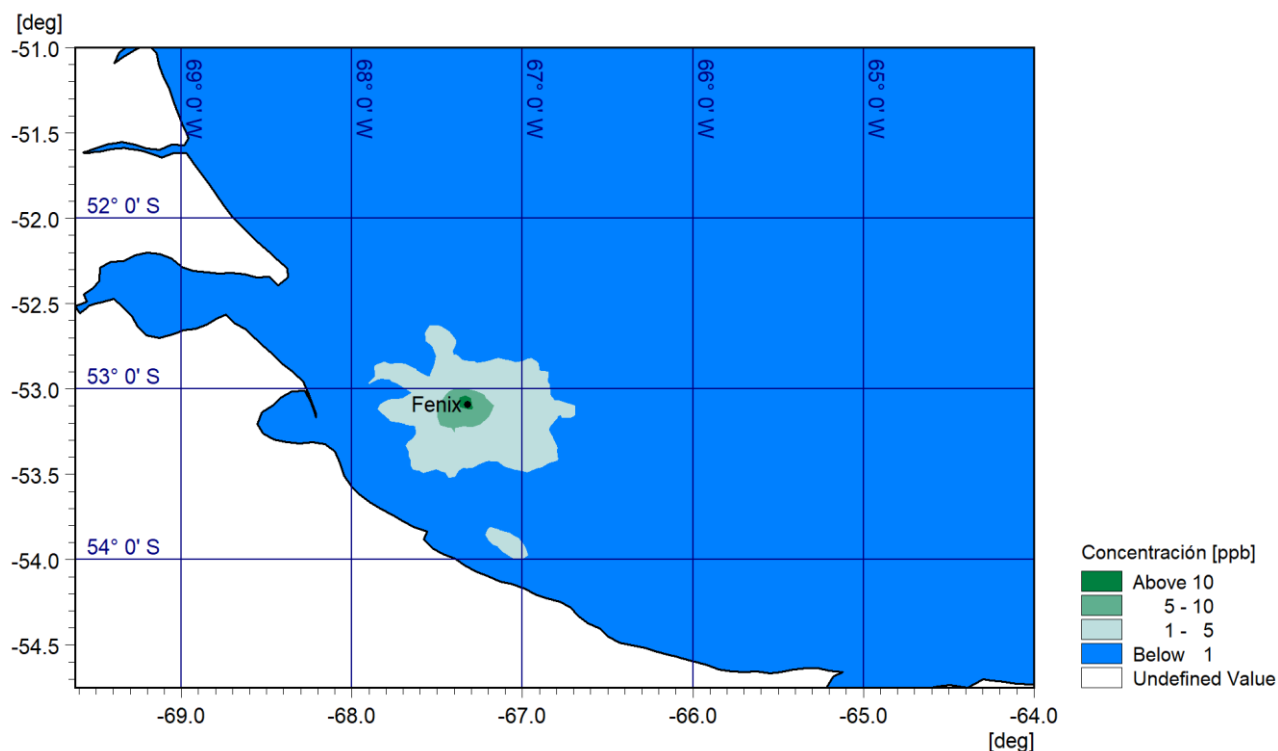 [deg]
-51.0
-51.5
-52.0
-52.5
-53.0
-53.5
-54.0
-54.5
69° 0' W
68° 0' W
67° 0' W
66° 0' W
65° 0' W
52° 0' S
53° 0' S
54° 0' S
Fenix
-69.0 -68.0 -67.0 -66.0 -65.0 -64.0
[deg]
Concentración [ppb]
Above 10
5 - 10
1 - 5
Below 1
Undefined Value